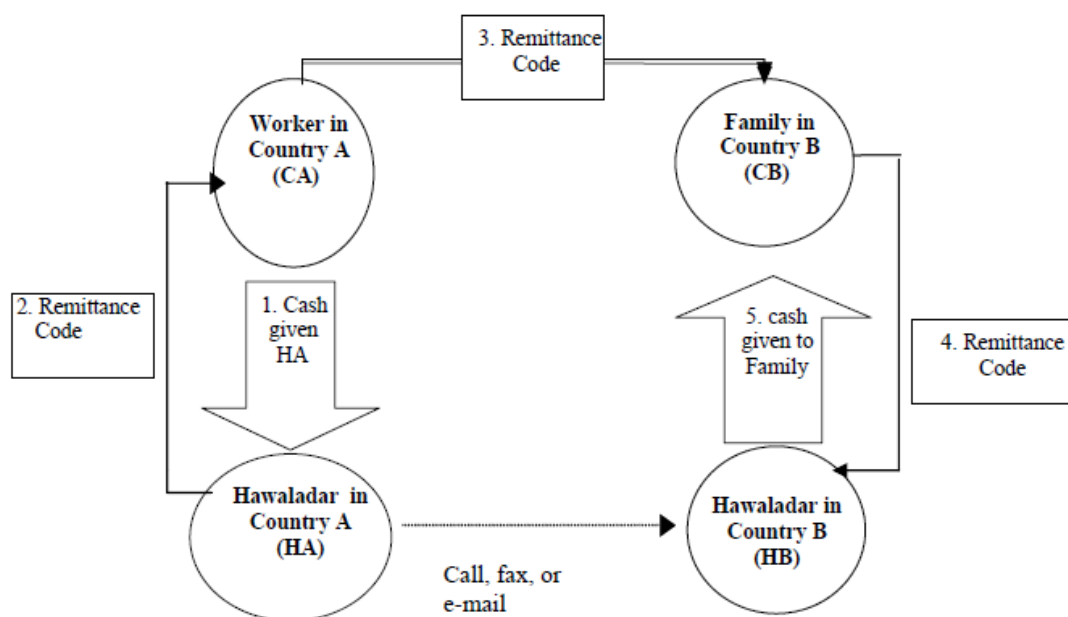 3. Remittance
Code
Worker in
Country A
(CA)
Family in
Country B
(CB)
2. Remittance
Code
1. Cash
given
HA
5. cash
given to
Family
4. Remittance
Code
Hawaladar in
Country A
(HA)
Hawaladar in
Country B
(HB)
Call, fax, or
e-mail